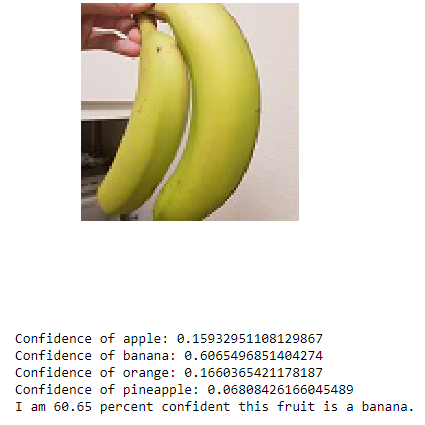 Confidence of apple: 0.15932951108129867
Confidence of banana: 0.6065496851404274
Confidence of orange: 0.1660365421178187
Confidence of pineapple: 0.06808426166045489
I am 60.65 percent confident this fruit is a banana.